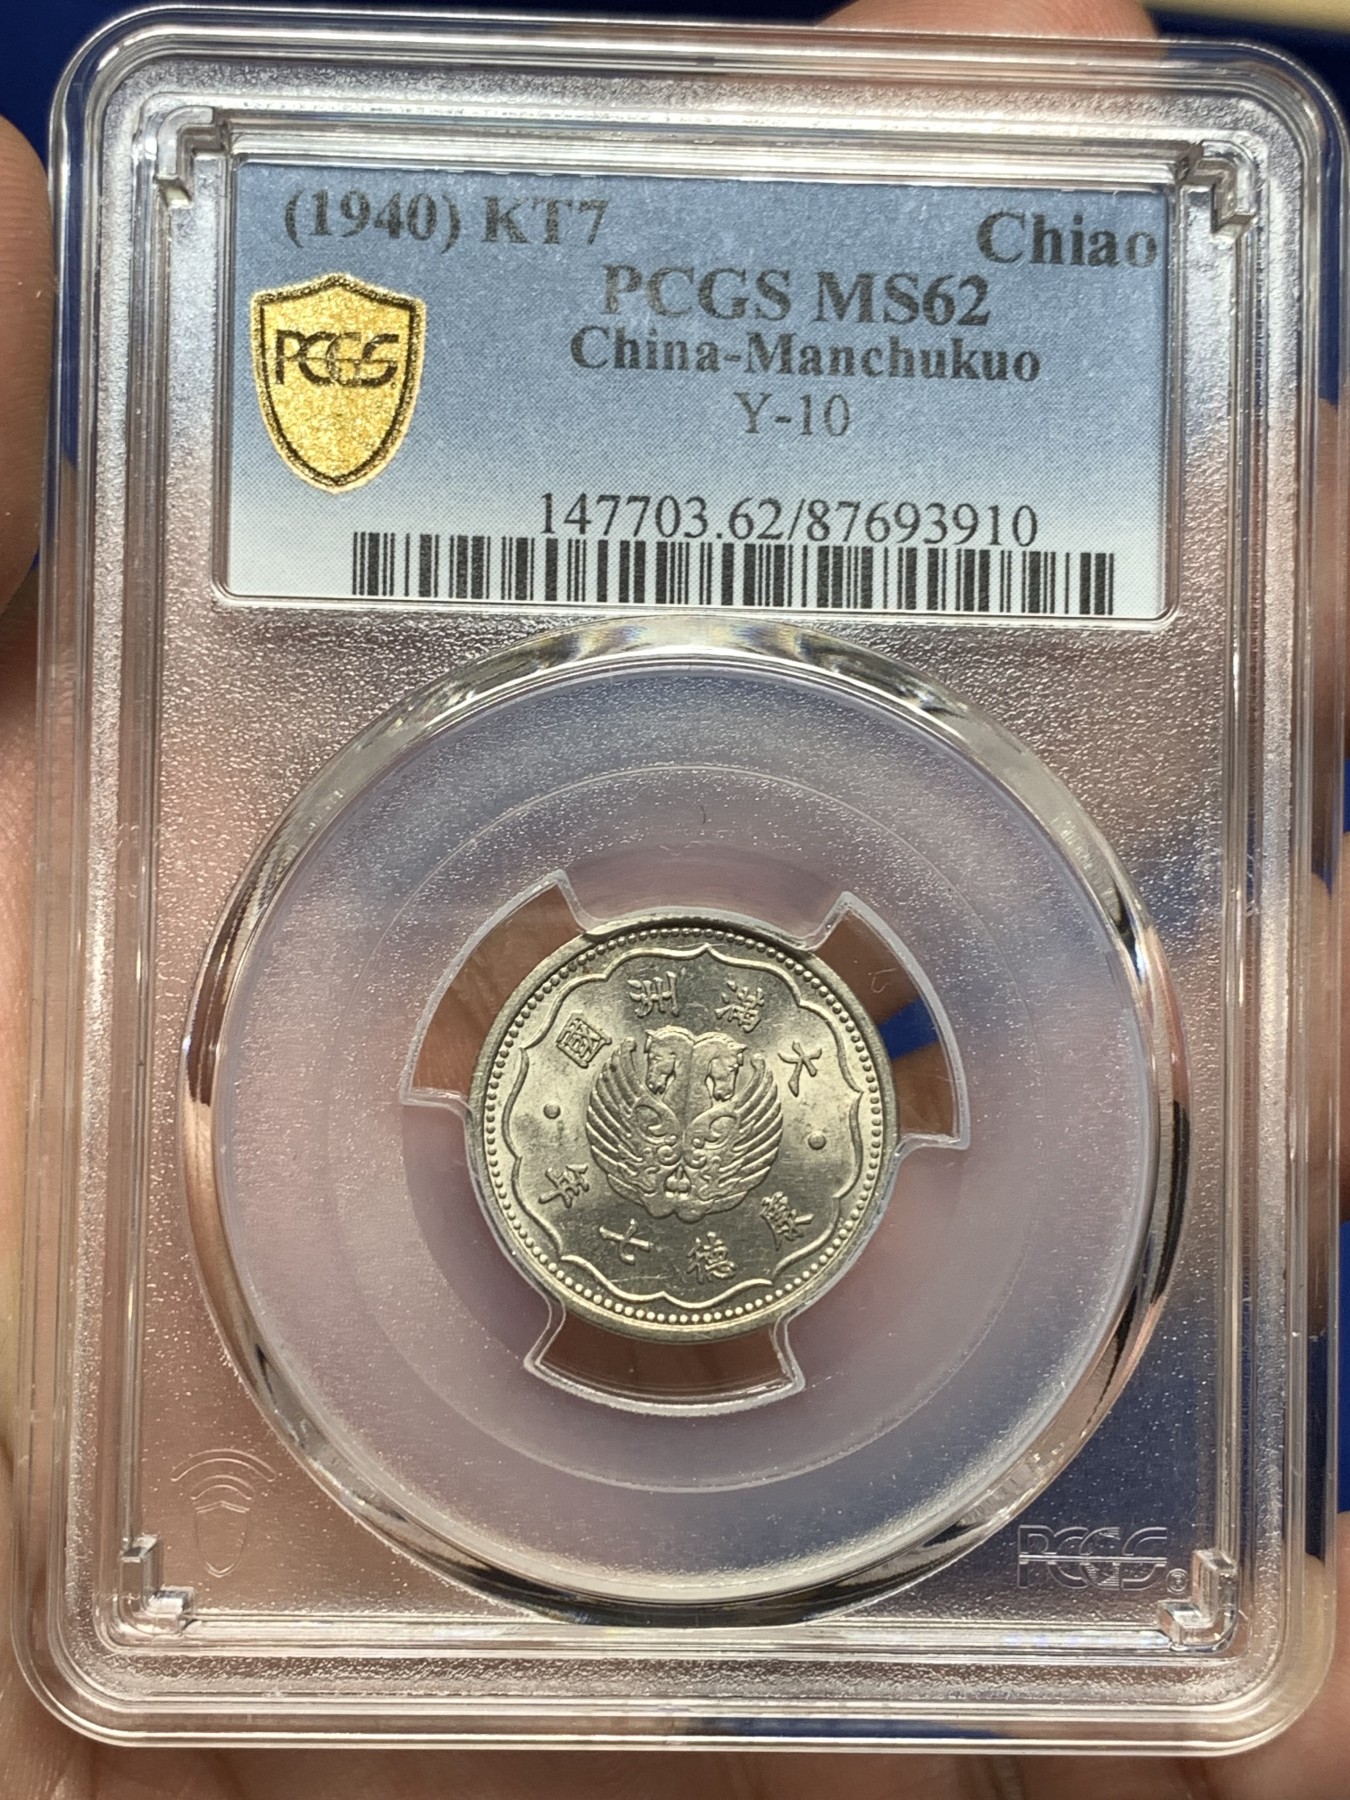 (1940) KT7 Chiao
PCGS MS62
PCGS
China-Manchukuo
Y-10
147703.62/87693910
大滿洲國
康德七年
PCGS®